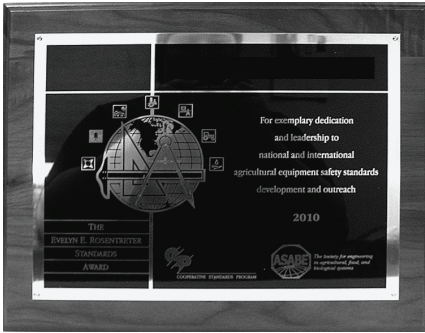 For exemplary dedication
and leadership to
national and international
agricultural equipment safety standards
development and outreach
2010
THE
EVELYN E. ROSENTRETER
STANDARDS
AWARD
COOPERATIVE STANDARDS PROGRAM
ASABE
The Society for engineering
in agricultural, food, and
biological systems